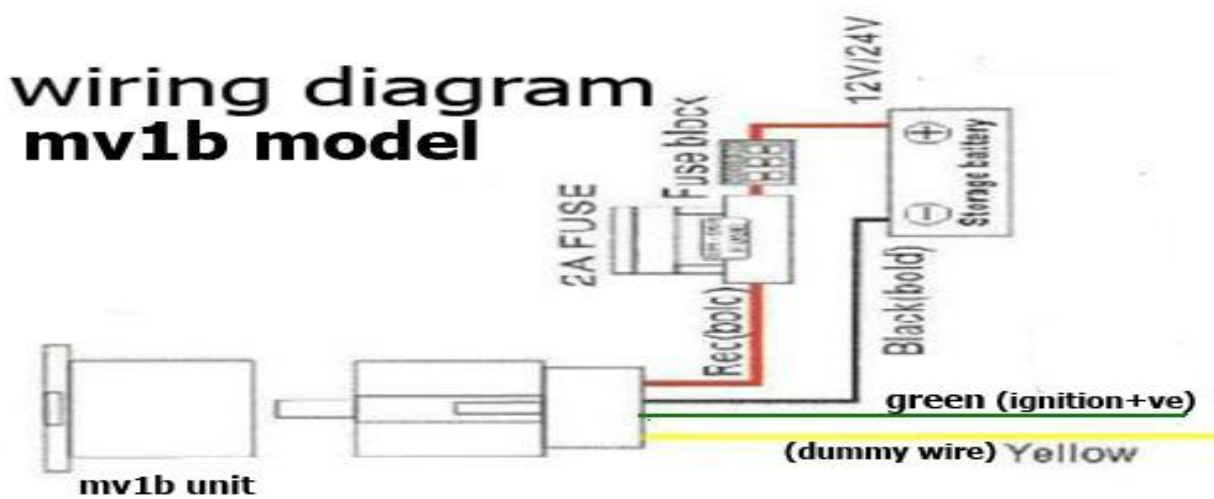 wiring diagram
mv1b model
12V/24V
Fuse block
2A FUSE
FUSE
Storage battery
+
-
Rec(bolc)
Black(bold)
green (ignition+ve)
(dummy wire) Yellow
mv1b unit